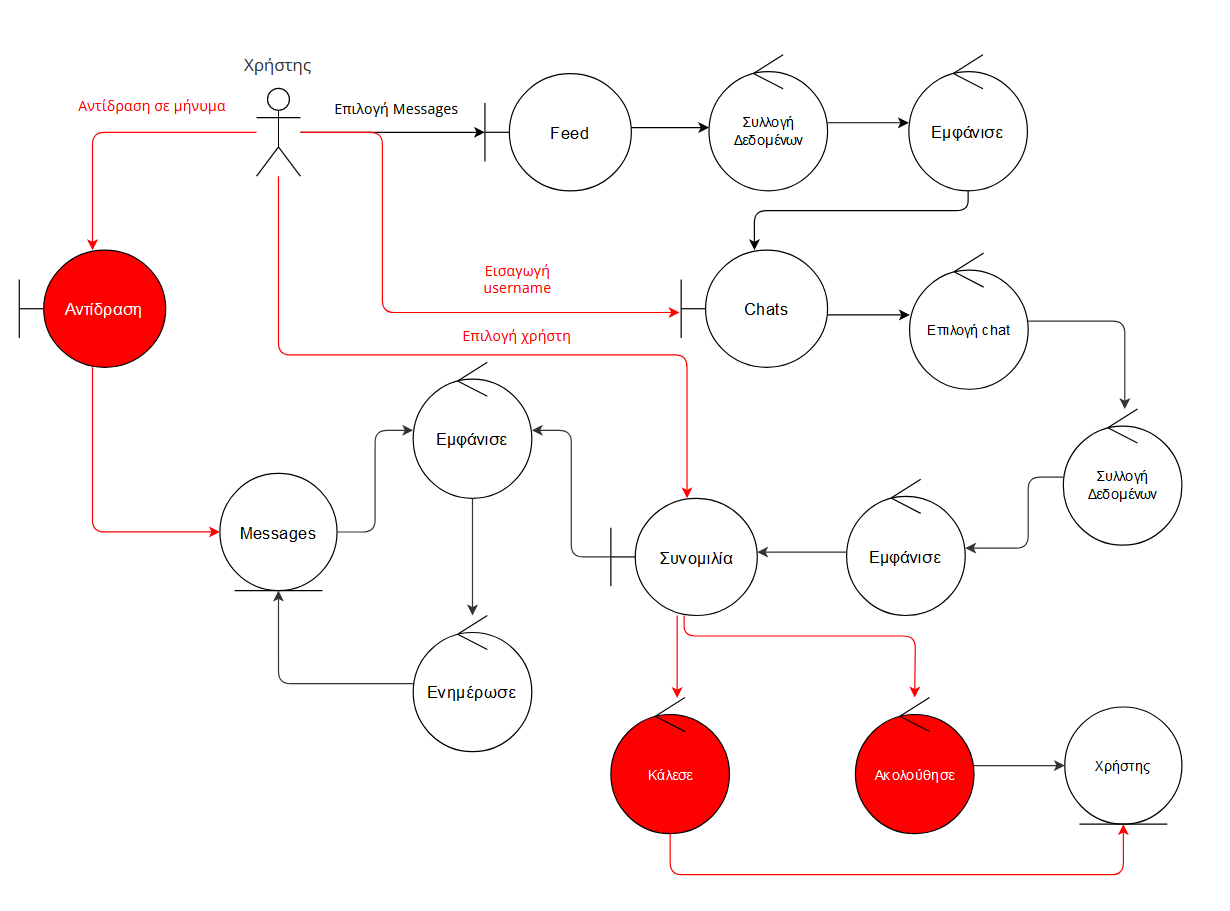 Χρήστης
Αντίδραση σε μήνυμα
Επιλογή Messages
Feed
Συλλογή
Δεδομένων
Εμφάνισε
Εισαγωγή
username
Αντίδραση
Chats
Επιλογή chat
Επιλογή χρήστη
Εμφάνισε
Συλλογή
Δεδομένων
Messages
Συνομιλία
Εμφάνισε
Ενημέρωσε
Κάλεσε
Ακολούθησε
Χρήστης